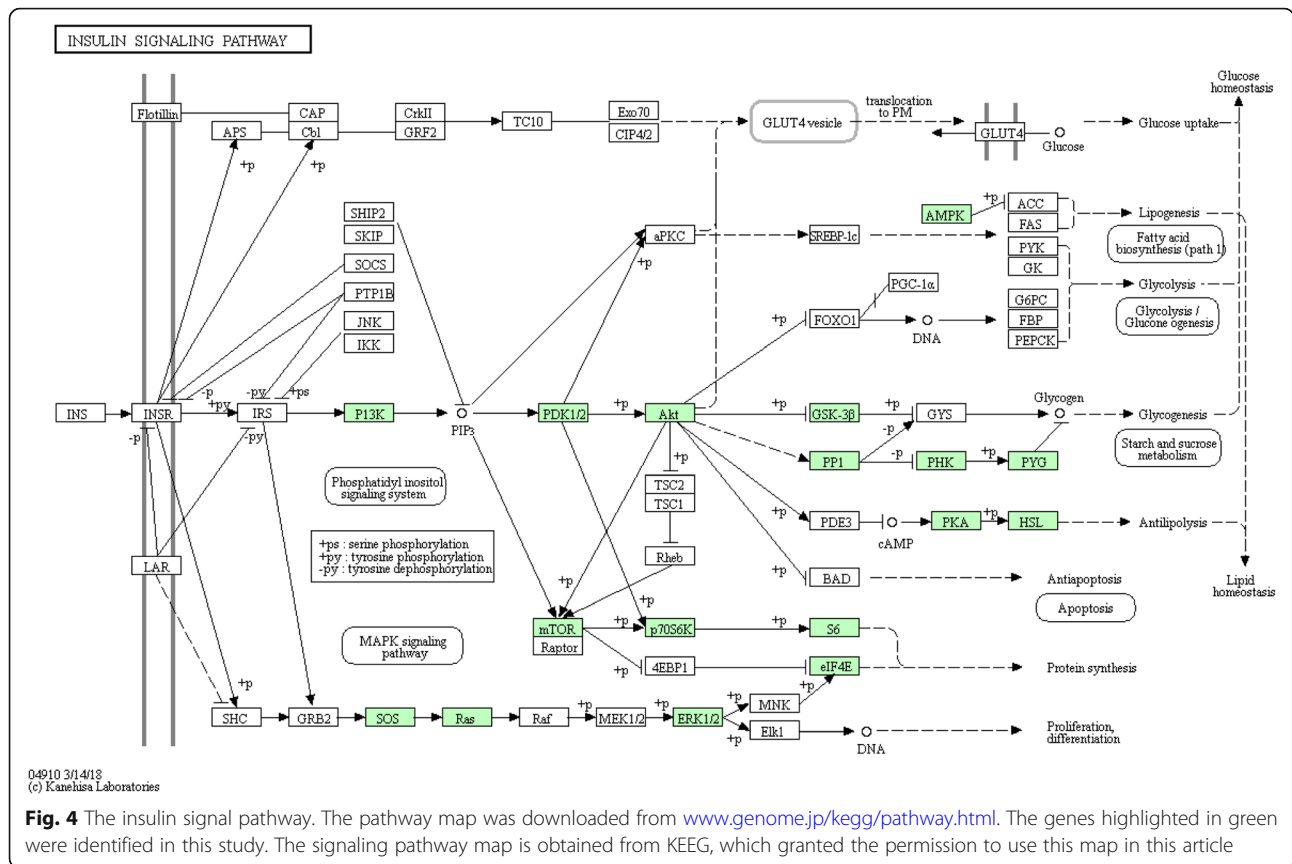 INSULIN SIGNALING PATHWAY
Glucose
homeostasis
Flotillin
CAP
CrkII
Exo70
translocation
to PM
APS
Cbl
GRF2
TC10
CIP4/2
GLUT4 vesicle
GLUT4
Glucose
Glucose uptake
+p
+p
SHIP2
SKIP
SOCS
PTP1B
JNK
IKK
aPKC
+p
SREBP-1c
AMPK
+p
ACC
FAS
PYK
GK
Lipogenesis
Fatty acid
biosynthesis (path 1)
PGC-1α
Glycolysis
+p
FOXO1
DNA
G6PC
FBP
PEPCK
Glycolysis /
Glucone ogenesis
-p
-py
+ps
INS
INSR
+py
IRS
P13K
PIP3
PDK1/2
+p
Akt
+p
GSK-3β
+p
GYS
Glycogen
Glycogenesis
-p
-py
-p
+p
PP1
-p
PHK
+p
PYG
Starch and sucrose
metabolism
Phosphatidyl inositol
signaling system
TSC2
TSC1
+p
PDE3
cAMP
PKA
+p
HSL
Antilipolysis
+ps : serine phosphorylation
+py : tyrosine phosphorylation
-py : tyrosine dephosphorylation
LAR
Rheb
+p
+p
BAD
Antiapoptosis
Lipid
homeostasis
+p
Apoptosis
MAPK signaling
pathway
mTOR
Raptor
+p
p70S6K
+p
S6
+p
4EBP1
eIF4E
Protein synthesis
+p
SHC
GRB2
SOS
Ras
Raf
+p
MEK1/2
+p
ERK1/2
+p
MNK
+p
+p
Elk1
DNA
Proliferation,
differentiation
04910 3/14/18
(c) Kanehisa Laboratories
Fig. 4 The insulin signal pathway. The pathway map was downloaded from www.genome.jp/kegg/pathway.html. The genes highlighted in green
were identified in this study. The signaling pathway map is obtained from KEEG, which granted the permission to use this map in this article